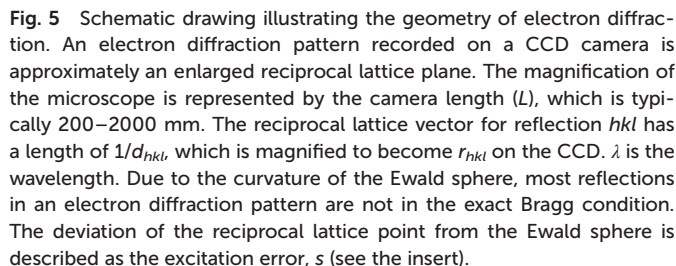 Fig. 5 Schematic drawing illustrating the geometry of electron diffrac-
tion. An electron diffraction pattern recorded on a CCD camera is
approximately an enlarged reciprocal lattice plane. The magnification of
the microscope is represented by the camera length (L), which is typi-
cally 200–2000 mm. The reciprocal lattice vector for reflection hkl has
a length of 1/dhkl, which is magnified to become rhkl on the CCD. λ is the
wavelength. Due to the curvature of the Ewald sphere, most reflections
in an electron diffraction pattern are not in the exact Bragg condition.
The deviation of the reciprocal lattice point from the Ewald sphere is
described as the excitation error, s (see the insert).